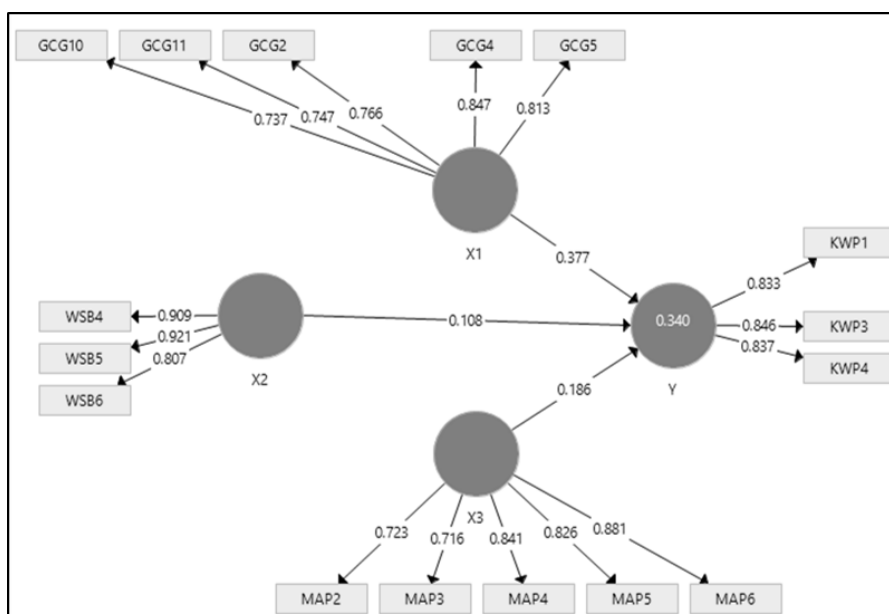 GCG10 GCG11 GCG2 GCG4 GCG5
0.737 0.747 0.766 0.847 0.813
X1
0.377
KWP1
0.833
WSB4 0.909
0.108
0.340
0.846 KWP3
WSB5 0.921
0.837 KWP4
0.807
WSB6
X2
0.186
Y
X3
0.723 0.716 0.841 0.826 0.881
MAP2 MAP3 MAP4 MAP5 MAP6